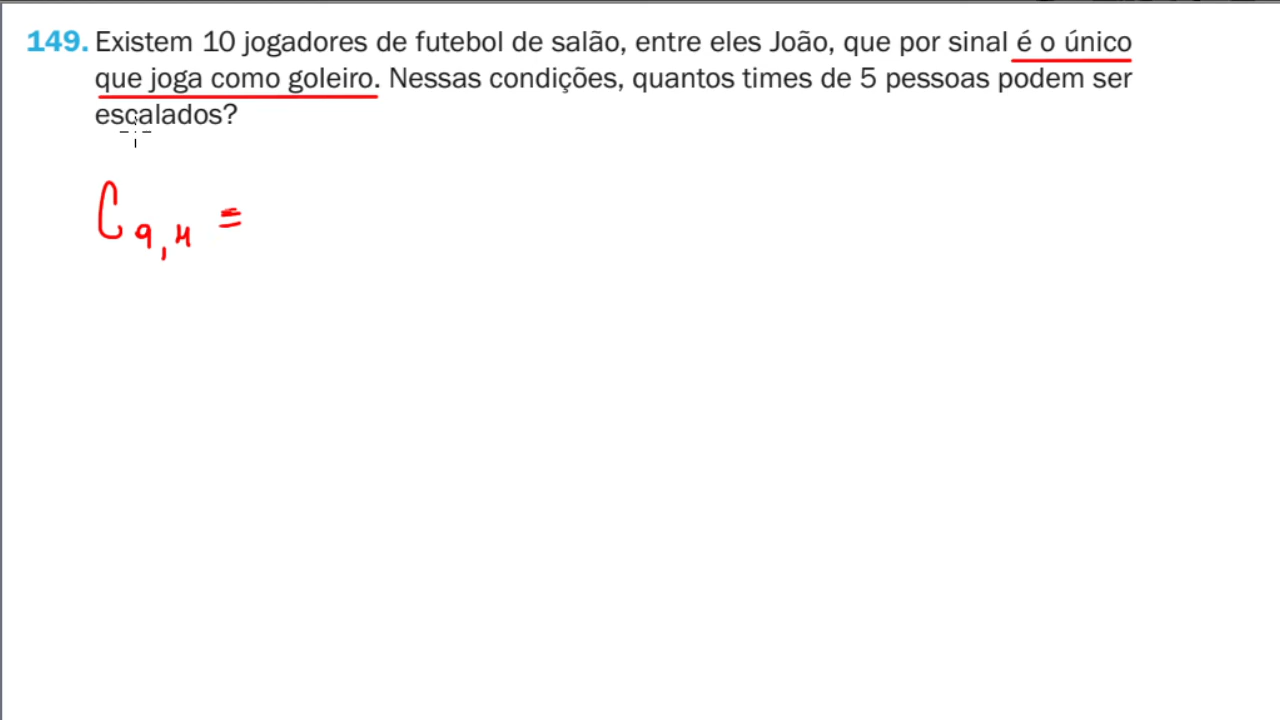 149. Existem 10 jogadores de futebol de salão, entre eles João, que por sinal é o único
que joga como goleiro. Nessas condições, quantos times de 5 pessoas podem ser
escalados?
C9,4 =